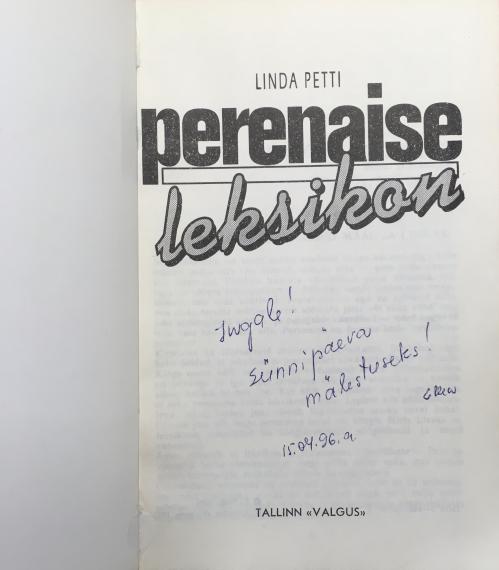 LINDA PETTI
perenaise
leksikon
Ingale!
Sünnipäeva
mälestuseks!
15.04.96.a.
TALLINN «VALGUS»